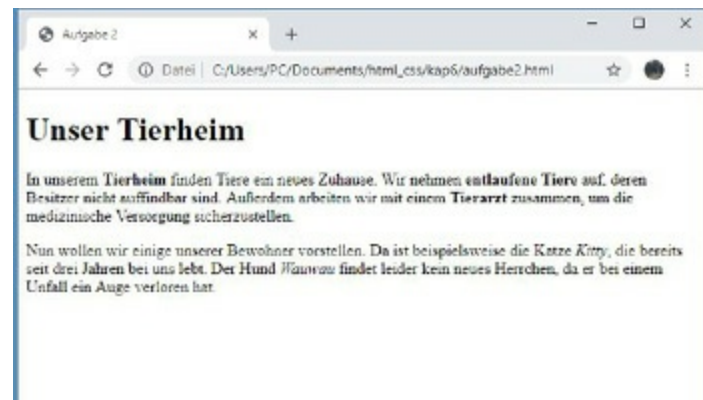 Aufgabe 2
Datei | C:/Users/PC/Documents/html_css/kap6/aufgabe2.html
Unser Tierheim
In unserem Tierheim finden Tiere ein neues Zuhause. Wir nehmen entlaufene Tiere auf, deren
Besitzer nicht auffindbar sind. Außerdem arbeiten wir mit einem Tierarzt zusammen, um die
medizinische Versorgung sicherzustellen.
Nun wollen wir einige unserer Bewohner vorstellen. Da ist beispielsweise die Katze Kitty, die bereits
seit drei Jahren bei uns lebt. Der Hund Wauwau findet leider kein neues Herrchen, da er bei einem
Unfall ein Auge verloren hat.